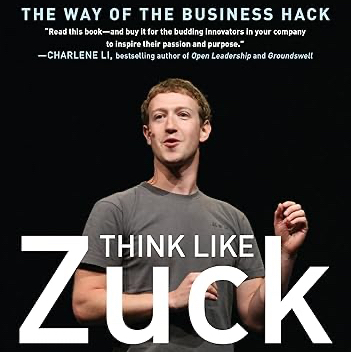 THE WAY OF THE BUSINESS HACK
"Read this book—and buy it for the budding innovators in your company
to inspire their passion and purpose."
—CHARLENE LI, bestselling author of Open Leadership and Groundswell
THINK LIKE
Zuck